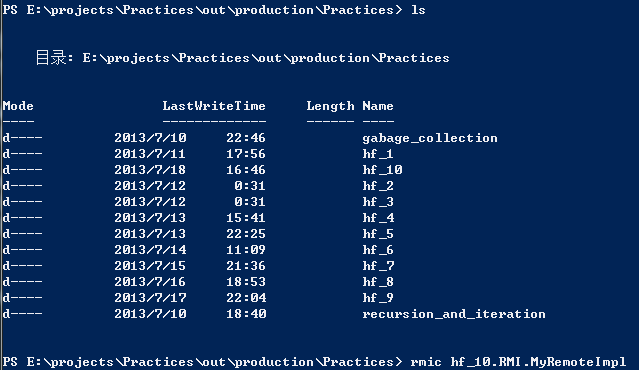 PS E:\projects\Practices\out\production\Practices> ls
目录: E:\projects\Practices\out\production\Practices
Mode LastWriteTime Length Name
---- ------------- ------ ----
d---- 2013/7/10 22:46 gabage_collection
d---- 2013/7/11 17:56 hf_1
d---- 2013/7/18 16:46 hf_10
d---- 2013/7/12 0:31 hf_2
d---- 2013/7/12 0:31 hf_3
d---- 2013/7/13 15:41 hf_4
d---- 2013/7/13 22:25 hf_5
d---- 2013/7/14 11:09 hf_6
d---- 2013/7/15 21:36 hf_7
d---- 2013/7/16 18:53 hf_8
d---- 2013/7/17 22:04 hf_9
d---- 2013/7/10 18:40 recursion_and_iteration
PS E:\projects\Practices\out\production\Practices> rmic hf_10.RMI.MyRemoteImpl